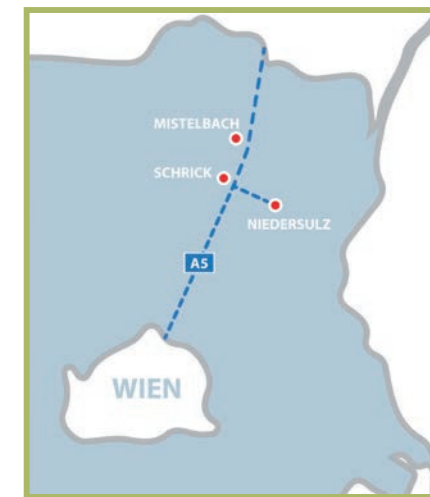 MISTELBACH
SCHRICK
NIEDERSULZ
A5
WIEN